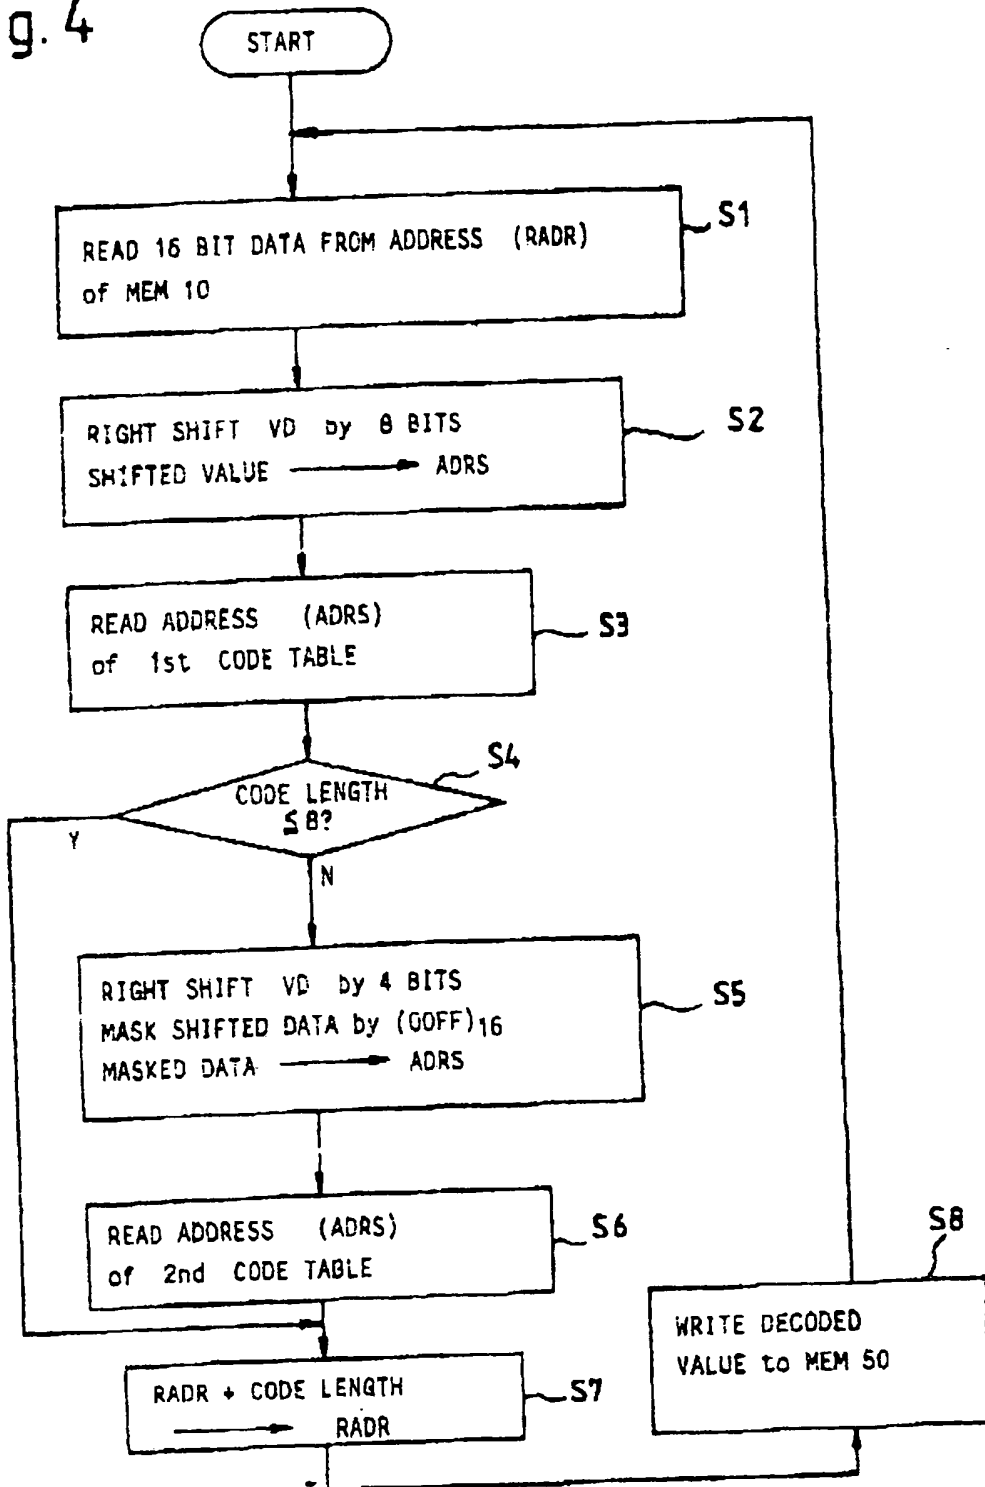 g. 4
START
READ 16 BIT DATA FROM ADDRESS (RADR)
of MEM 10
S1
RIGHT SHIFT VD by 8 BITS
SHIFTED VALUE → ADRS
S2
READ ADDRESS (ADRS)
of 1st CODE TABLE
S3
CODE LENGTH
≤ 8?
S4
Y
N
RIGHT SHIFT VD by 4 BITS
MASK SHIFTED DATA by (00FF)16
MASKED DATA → ADRS
S5
READ ADDRESS (ADRS)
of 2nd CODE TABLE
S6
RADR + CODE LENGTH
→ RADR
S7
WRITE DECODED
VALUE to MEM 50
S8